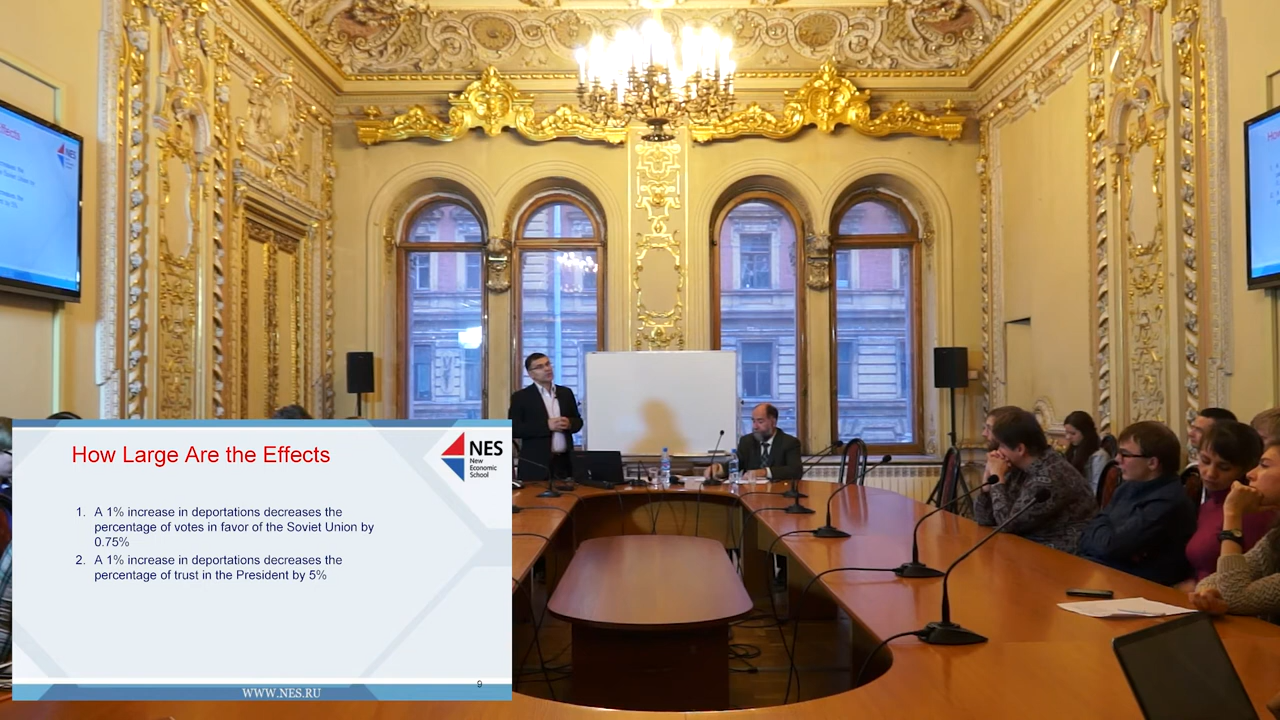 How Large Are the Effects
NES
New
Economic
School
1. A 1% increase in deportations decreases the
percentage of votes in favor of the Soviet Union by
0.75%
2. A 1% increase in deportations decreases the
percentage of trust in the President by 5%
9
WWW.NES.RU
NES